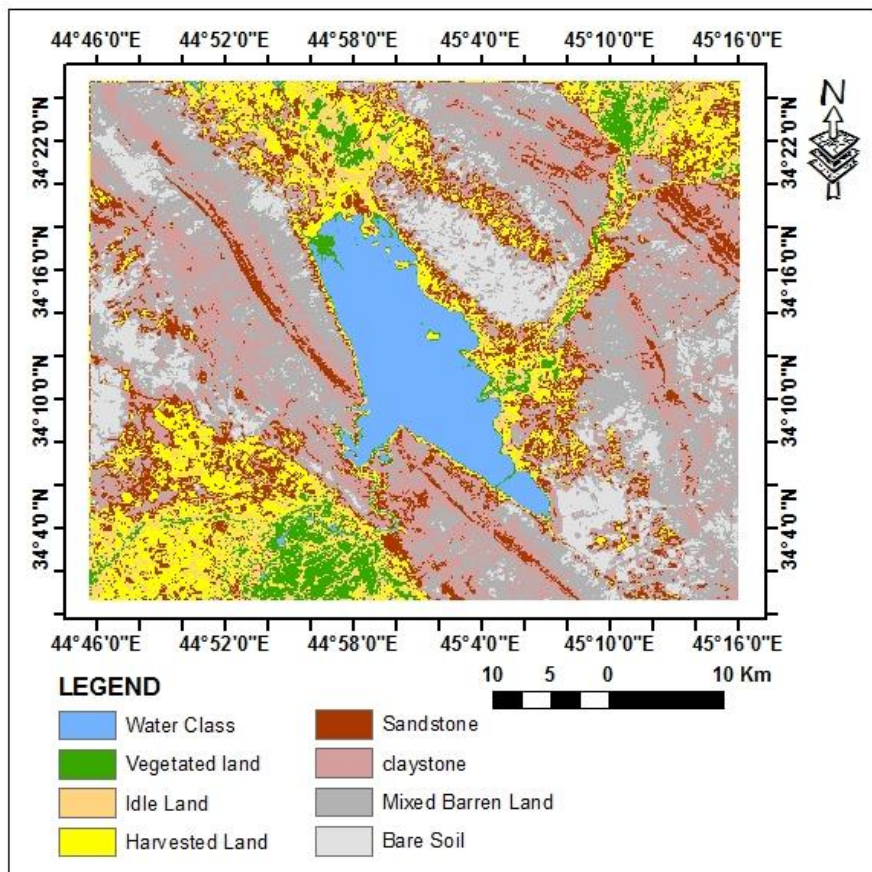 44°46'0"E 44°52'0"E 44°58'0"E 45°4'0"E 45°10'0"E 45°16'0"E
N
34°22'0"N 34°22'0"N
34°16'0"N 34°16'0"N
34°10'0"N 34°10'0"N
34°4'0"N 34°4'0"N
44°46'0"E 44°52'0"E 44°58'0"E 45°4'0"E 45°10'0"E 45°16'0"E
10 5 0 10 Km
LEGEND
Water Class
Vegetated land
Idle Land
Harvested Land
Sandstone
claystone
Mixed Barren Land
Bare Soil